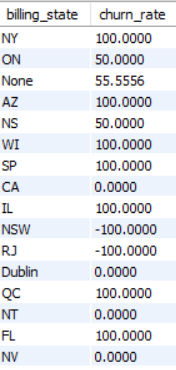 billing_state churn_rate
NY 100.0000
ON 50.0000
None 55.5556
AZ 100.0000
NS 50.0000
WI 100.0000
SP 100.0000
CA 0.0000
IL 100.0000
NSW -100.0000
RJ -100.0000
Dublin 0.0000
QC 100.0000
NT 0.0000
FL 100.0000
NV 0.0000